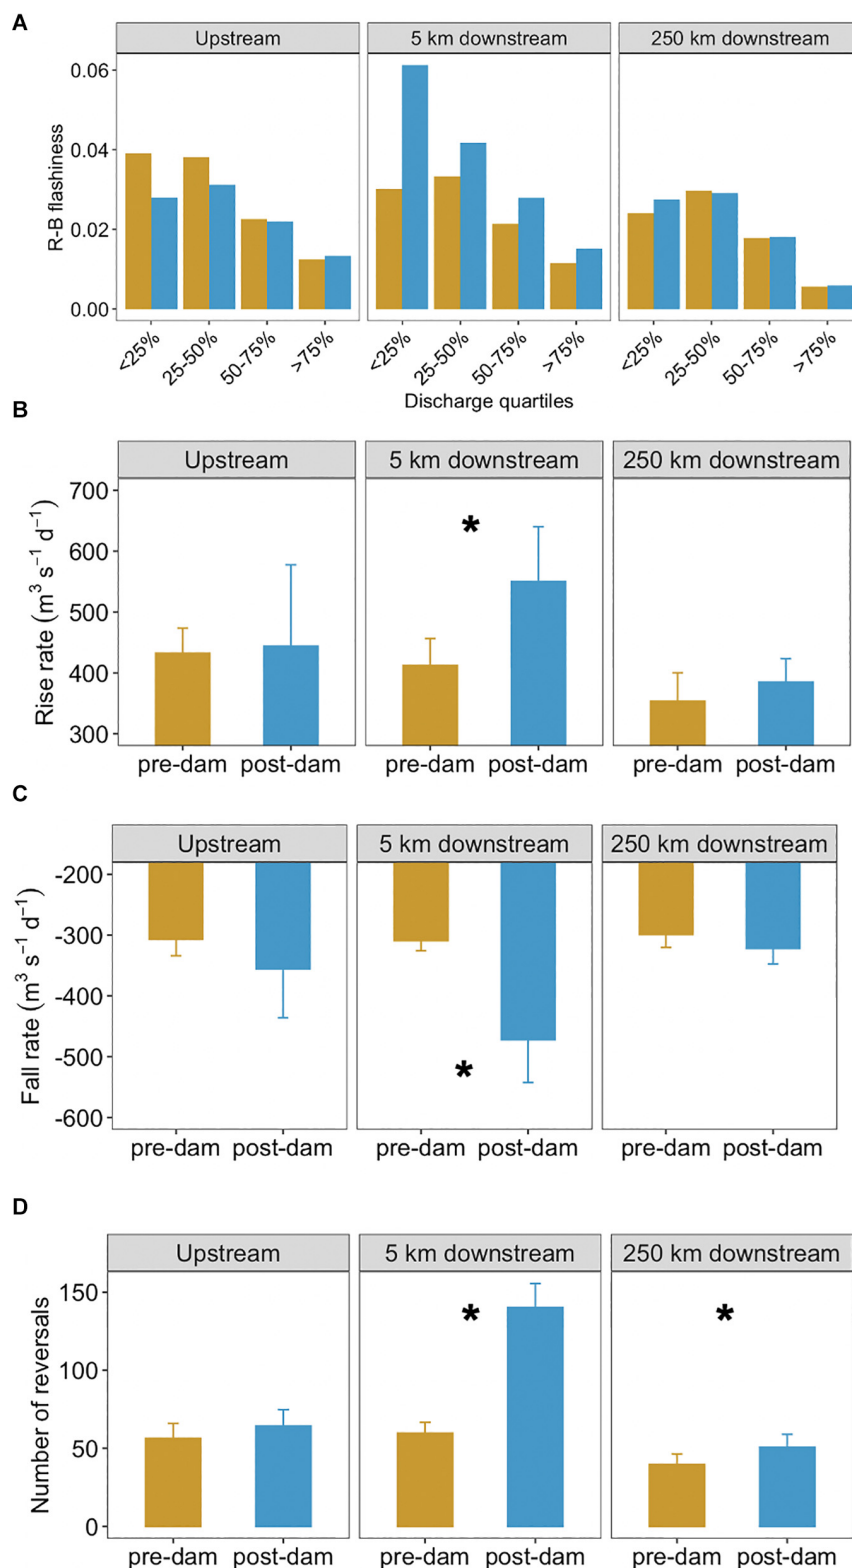 A
Upstream 5 km downstream 250 km downstream
R-B flashiness
0.06
0.04
0.02
0.00
<25% 25-50% 50-75% >75% <25% 25-50% 50-75% >75% <25% 25-50% 50-75% >75%
Discharge quartiles
B
Upstream 5 km downstream 250 km downstream
Rise rate (m³ s⁻¹ d⁻¹)
700
*
600
500
400
300
pre-dam post-dam pre-dam post-dam pre-dam post-dam
C
Upstream 5 km downstream 250 km downstream
Fall rate (m³ s⁻¹ d⁻¹)
-200
-300
-400
-500
*
-600
pre-dam post-dam pre-dam post-dam pre-dam post-dam
D
Upstream 5 km downstream 250 km downstream
Number of reversals
150
* *
100
50
0
pre-dam post-dam pre-dam post-dam pre-dam post-dam